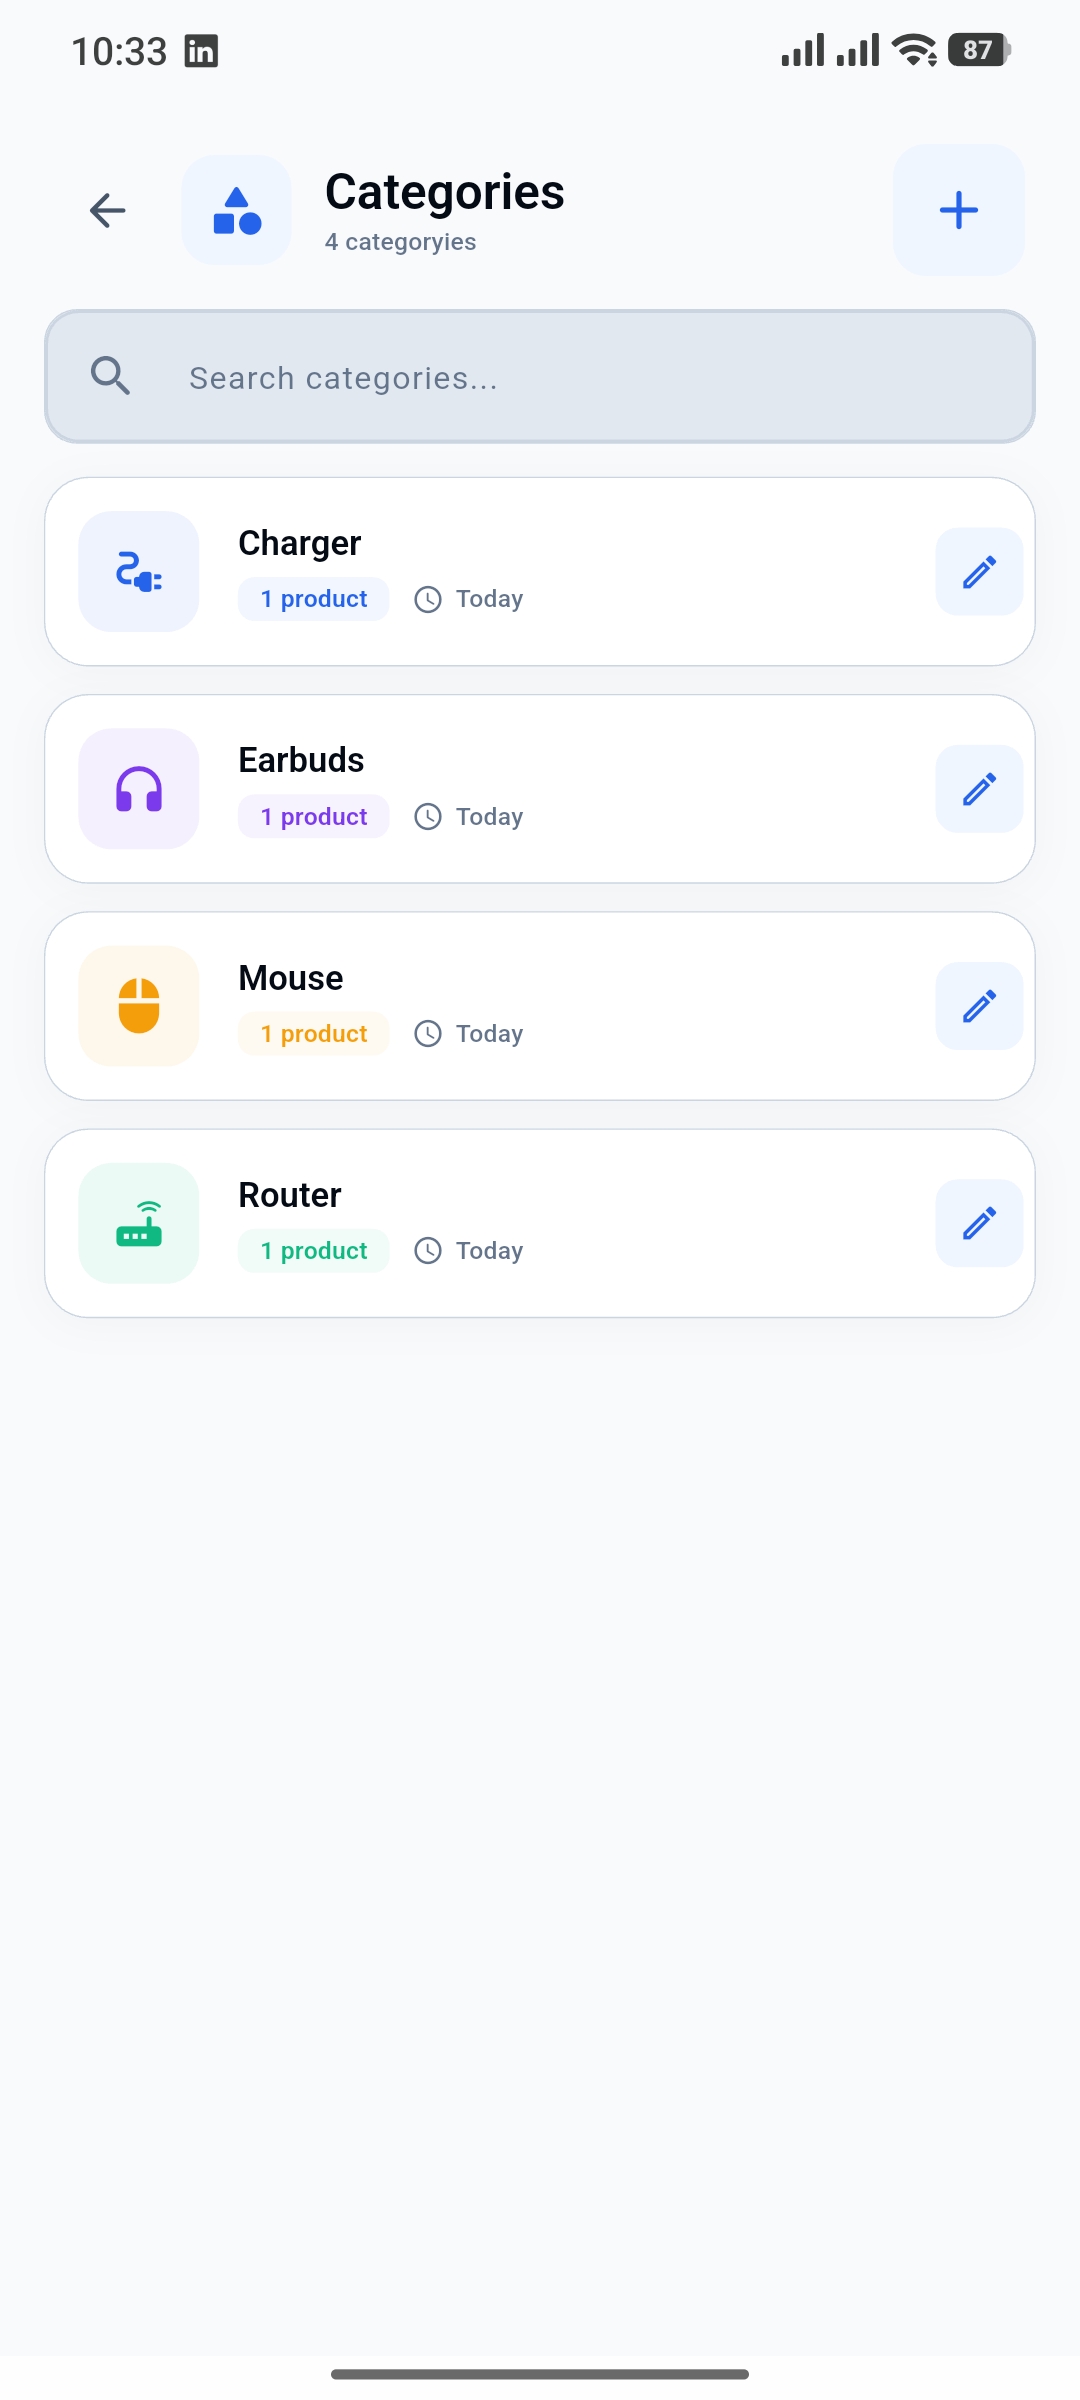 10:33 in 87
Categories
4 categoryies
Search categories...
Charger
1 product Today
Earbuds
1 product Today
Mouse
1 product Today
Router
1 product Today